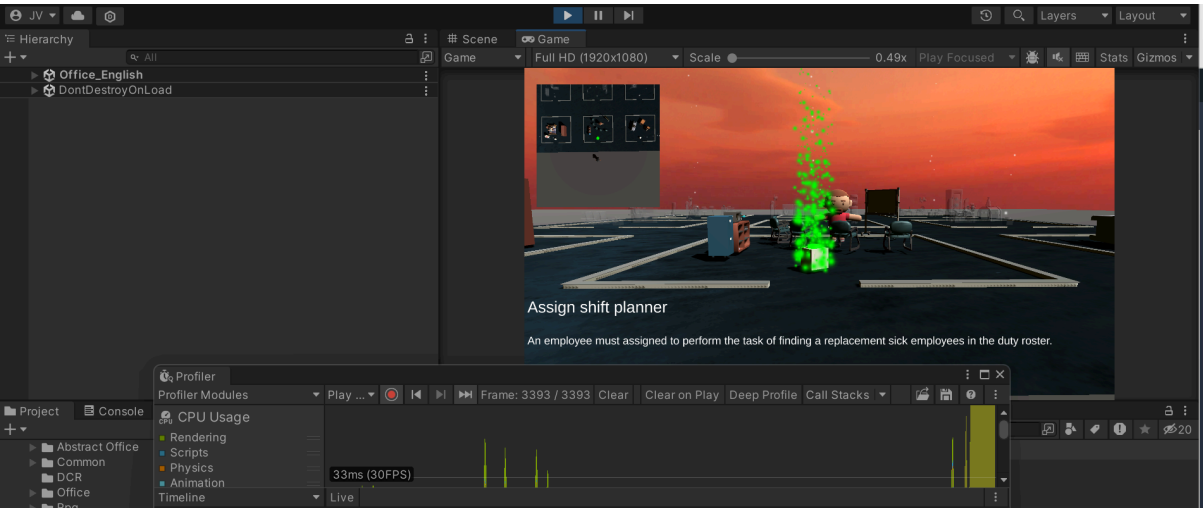 JV
Layers
Layout
Hierarchy
All
Office_English
DontDestroyOnLoad
Scene
Game
Game
Full HD (1920x1080)
Scale
0.49x
Play Focused
Stats
Gizmos
Assign shift planner
An employee must assigned to perform the task of finding a replacement sick employees in the duty roster.
Profiler
Profiler Modules
Play ...
Frame: 3393 / 3393
Clear
Clear on Play
Deep Profile
Call Stacks
CPU
CPU Usage
Rendering
Scripts
Physics
Animation
33ms (30FPS)
Timeline
Live
Project
Console
20
Abstract Office
Common
DCR
Office
Png